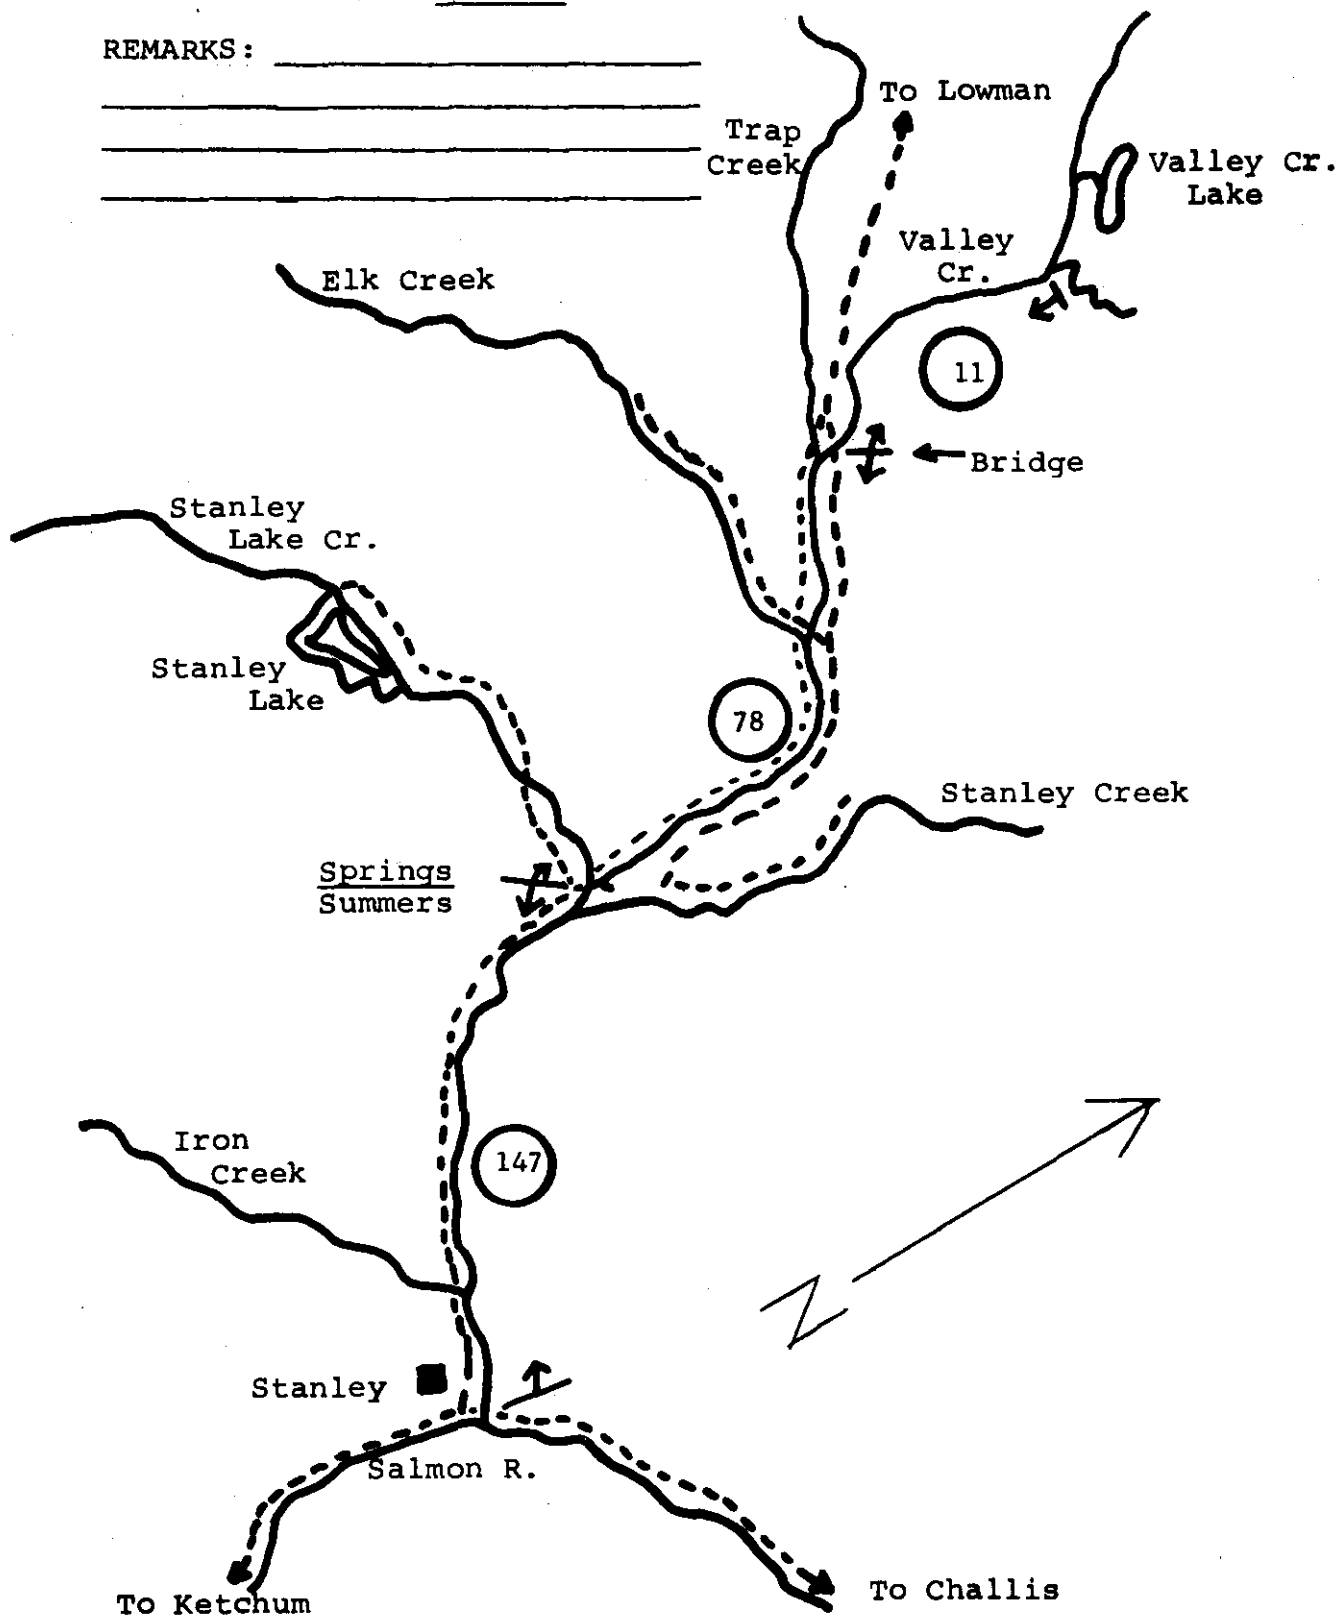 REMARKS:
To Lowman
Trap
Creek
Valley Cr.
Lake
Valley
Cr.
Elk Creek
11
Bridge
Stanley
Lake Cr.
Stanley
Lake
78
Stanley Creek
Springs
Summers
Iron
Creek
147
N
Stanley
Salmon R.
To Ketchum
To Challis